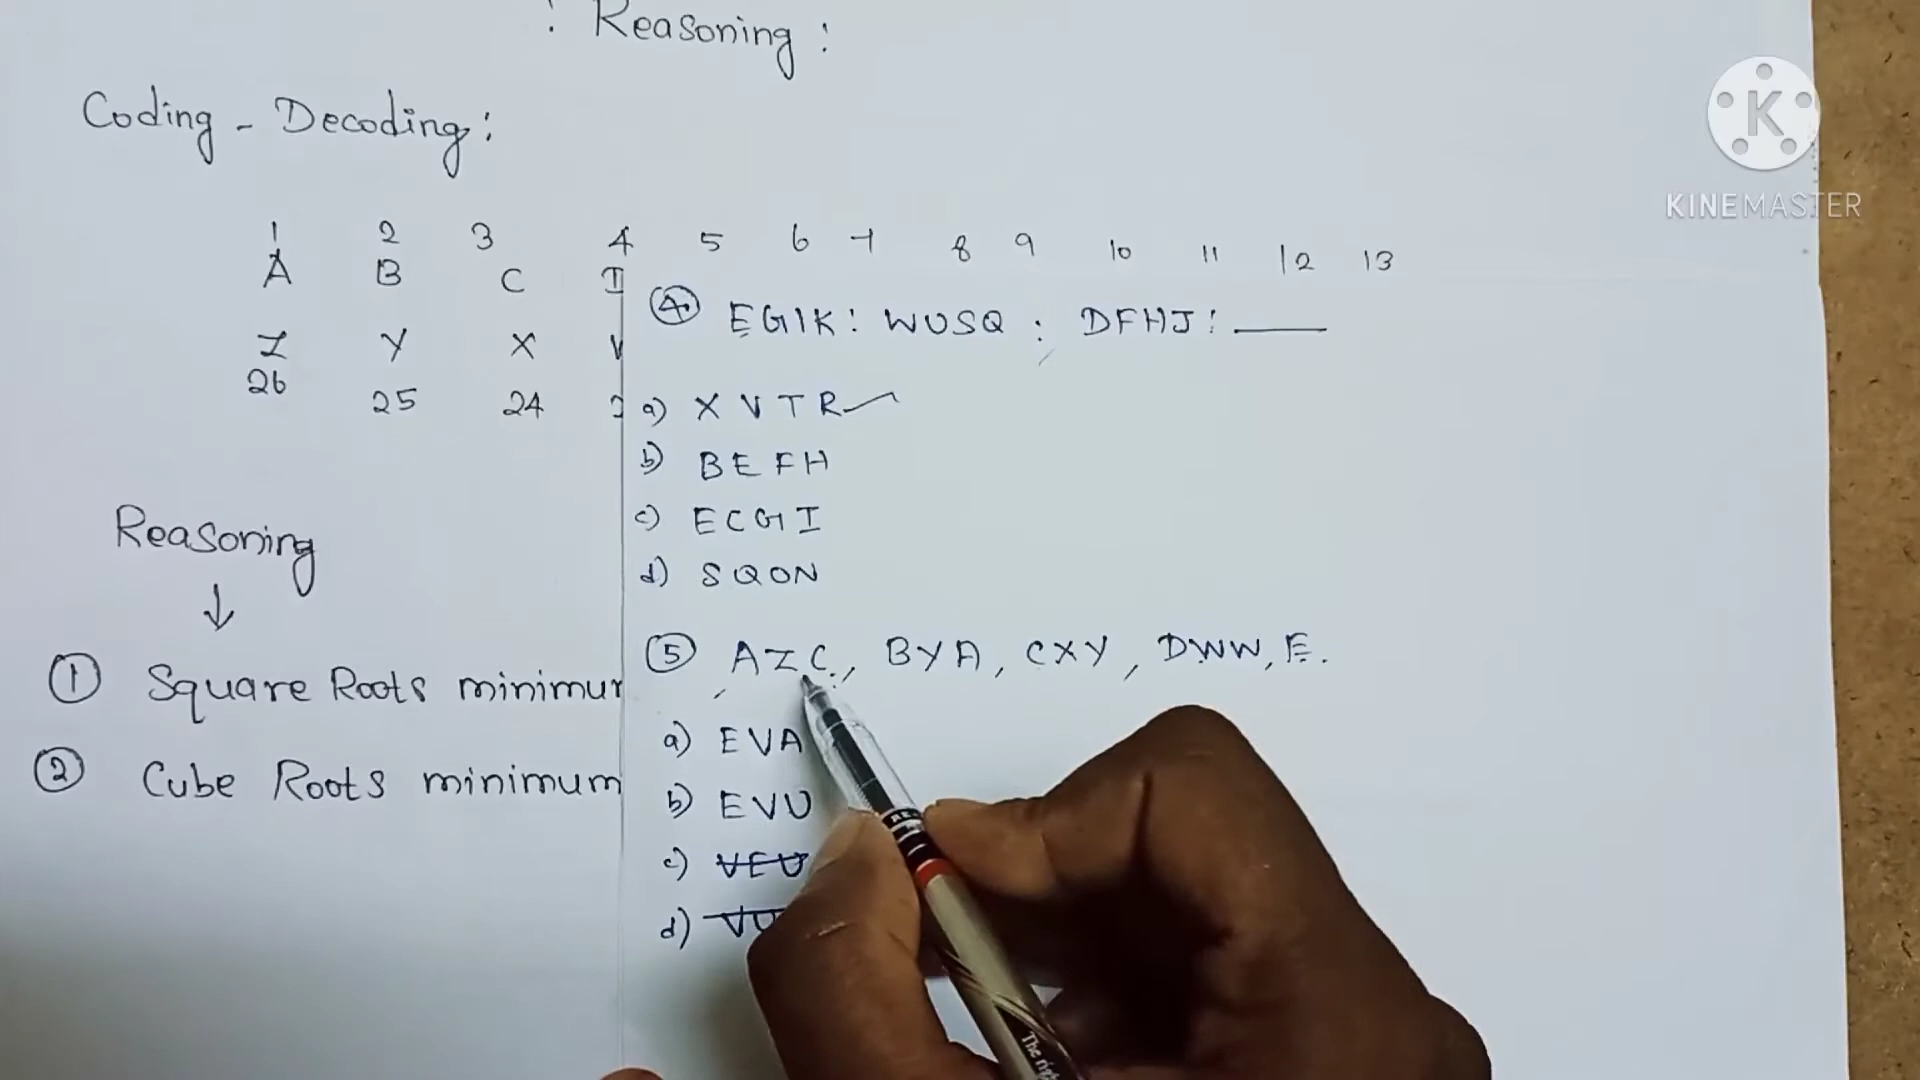 : Reasoning :
K
KINEMASTER
Coding - Decoding :
1 2 3 4 5 6 7 8 9 10 11 12 13
A B C D
Z Y X
26 25 24
④ EGIK : WUSQ : DFHJ : ____
a) XVTR
b) BEFH
c) ECGI
d) SQON
Reasoning
↓
① Square Roots minimum
② Cube Roots minimum
⑤ AZC, BYA, CXY, DWW, E.
a) EVA
b) EVU
c) VEU
d) VU